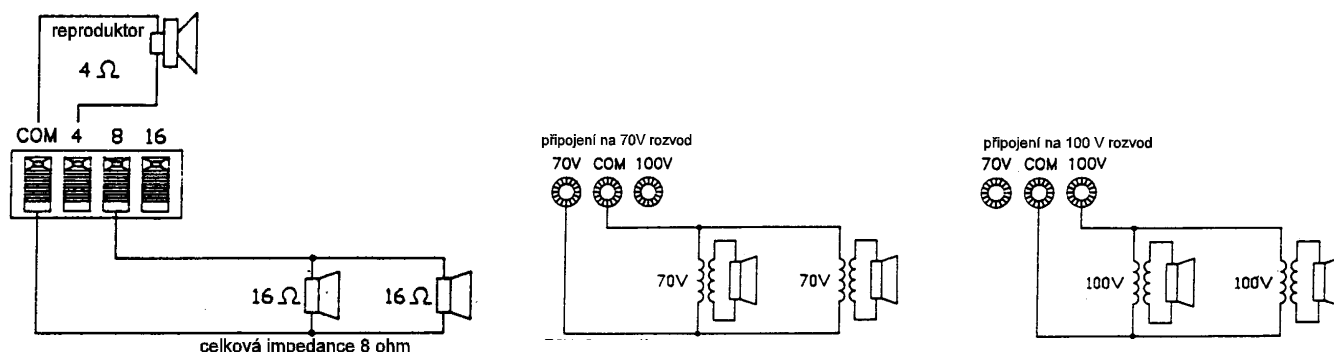 reproduktor
4 Ω
COM 4 8 16
16 Ω 16 Ω
celková impedance 8 ohm
připojení na 70V rozvod
70V COM 100V
70V 70V
připojení na 100 V rozvod
70V COM 100V
100V 100V